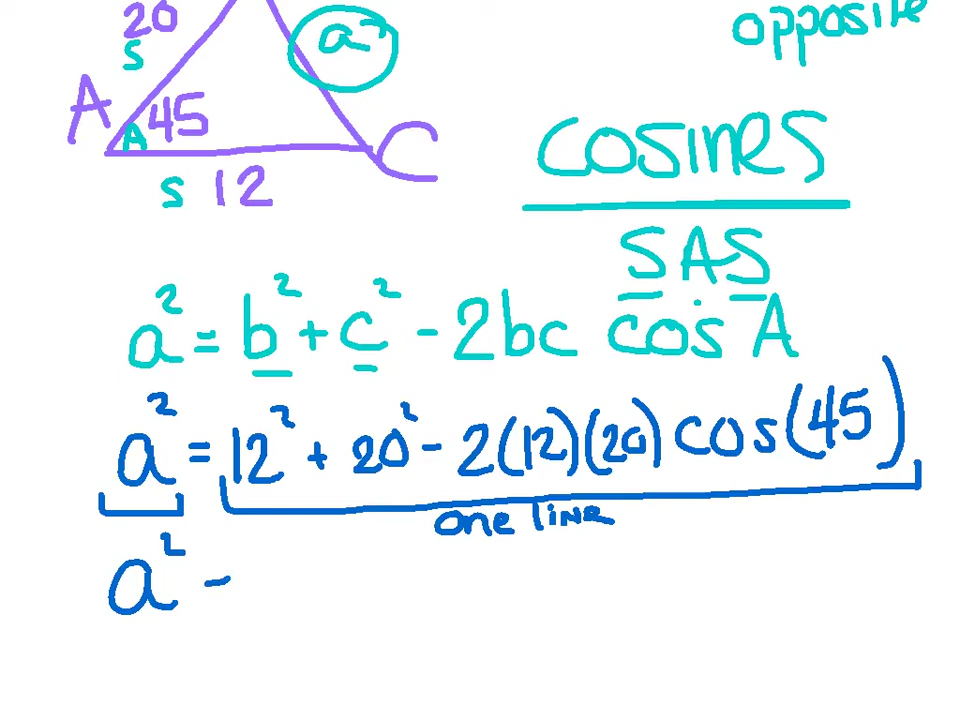 20
S
a?
opposite
A
A
45
C
S 12
COSINES
SAS
a² = b² + c² - 2bc cos A
a² = 12² + 20² - 2(12)(20) cos(45)
one line
a² -